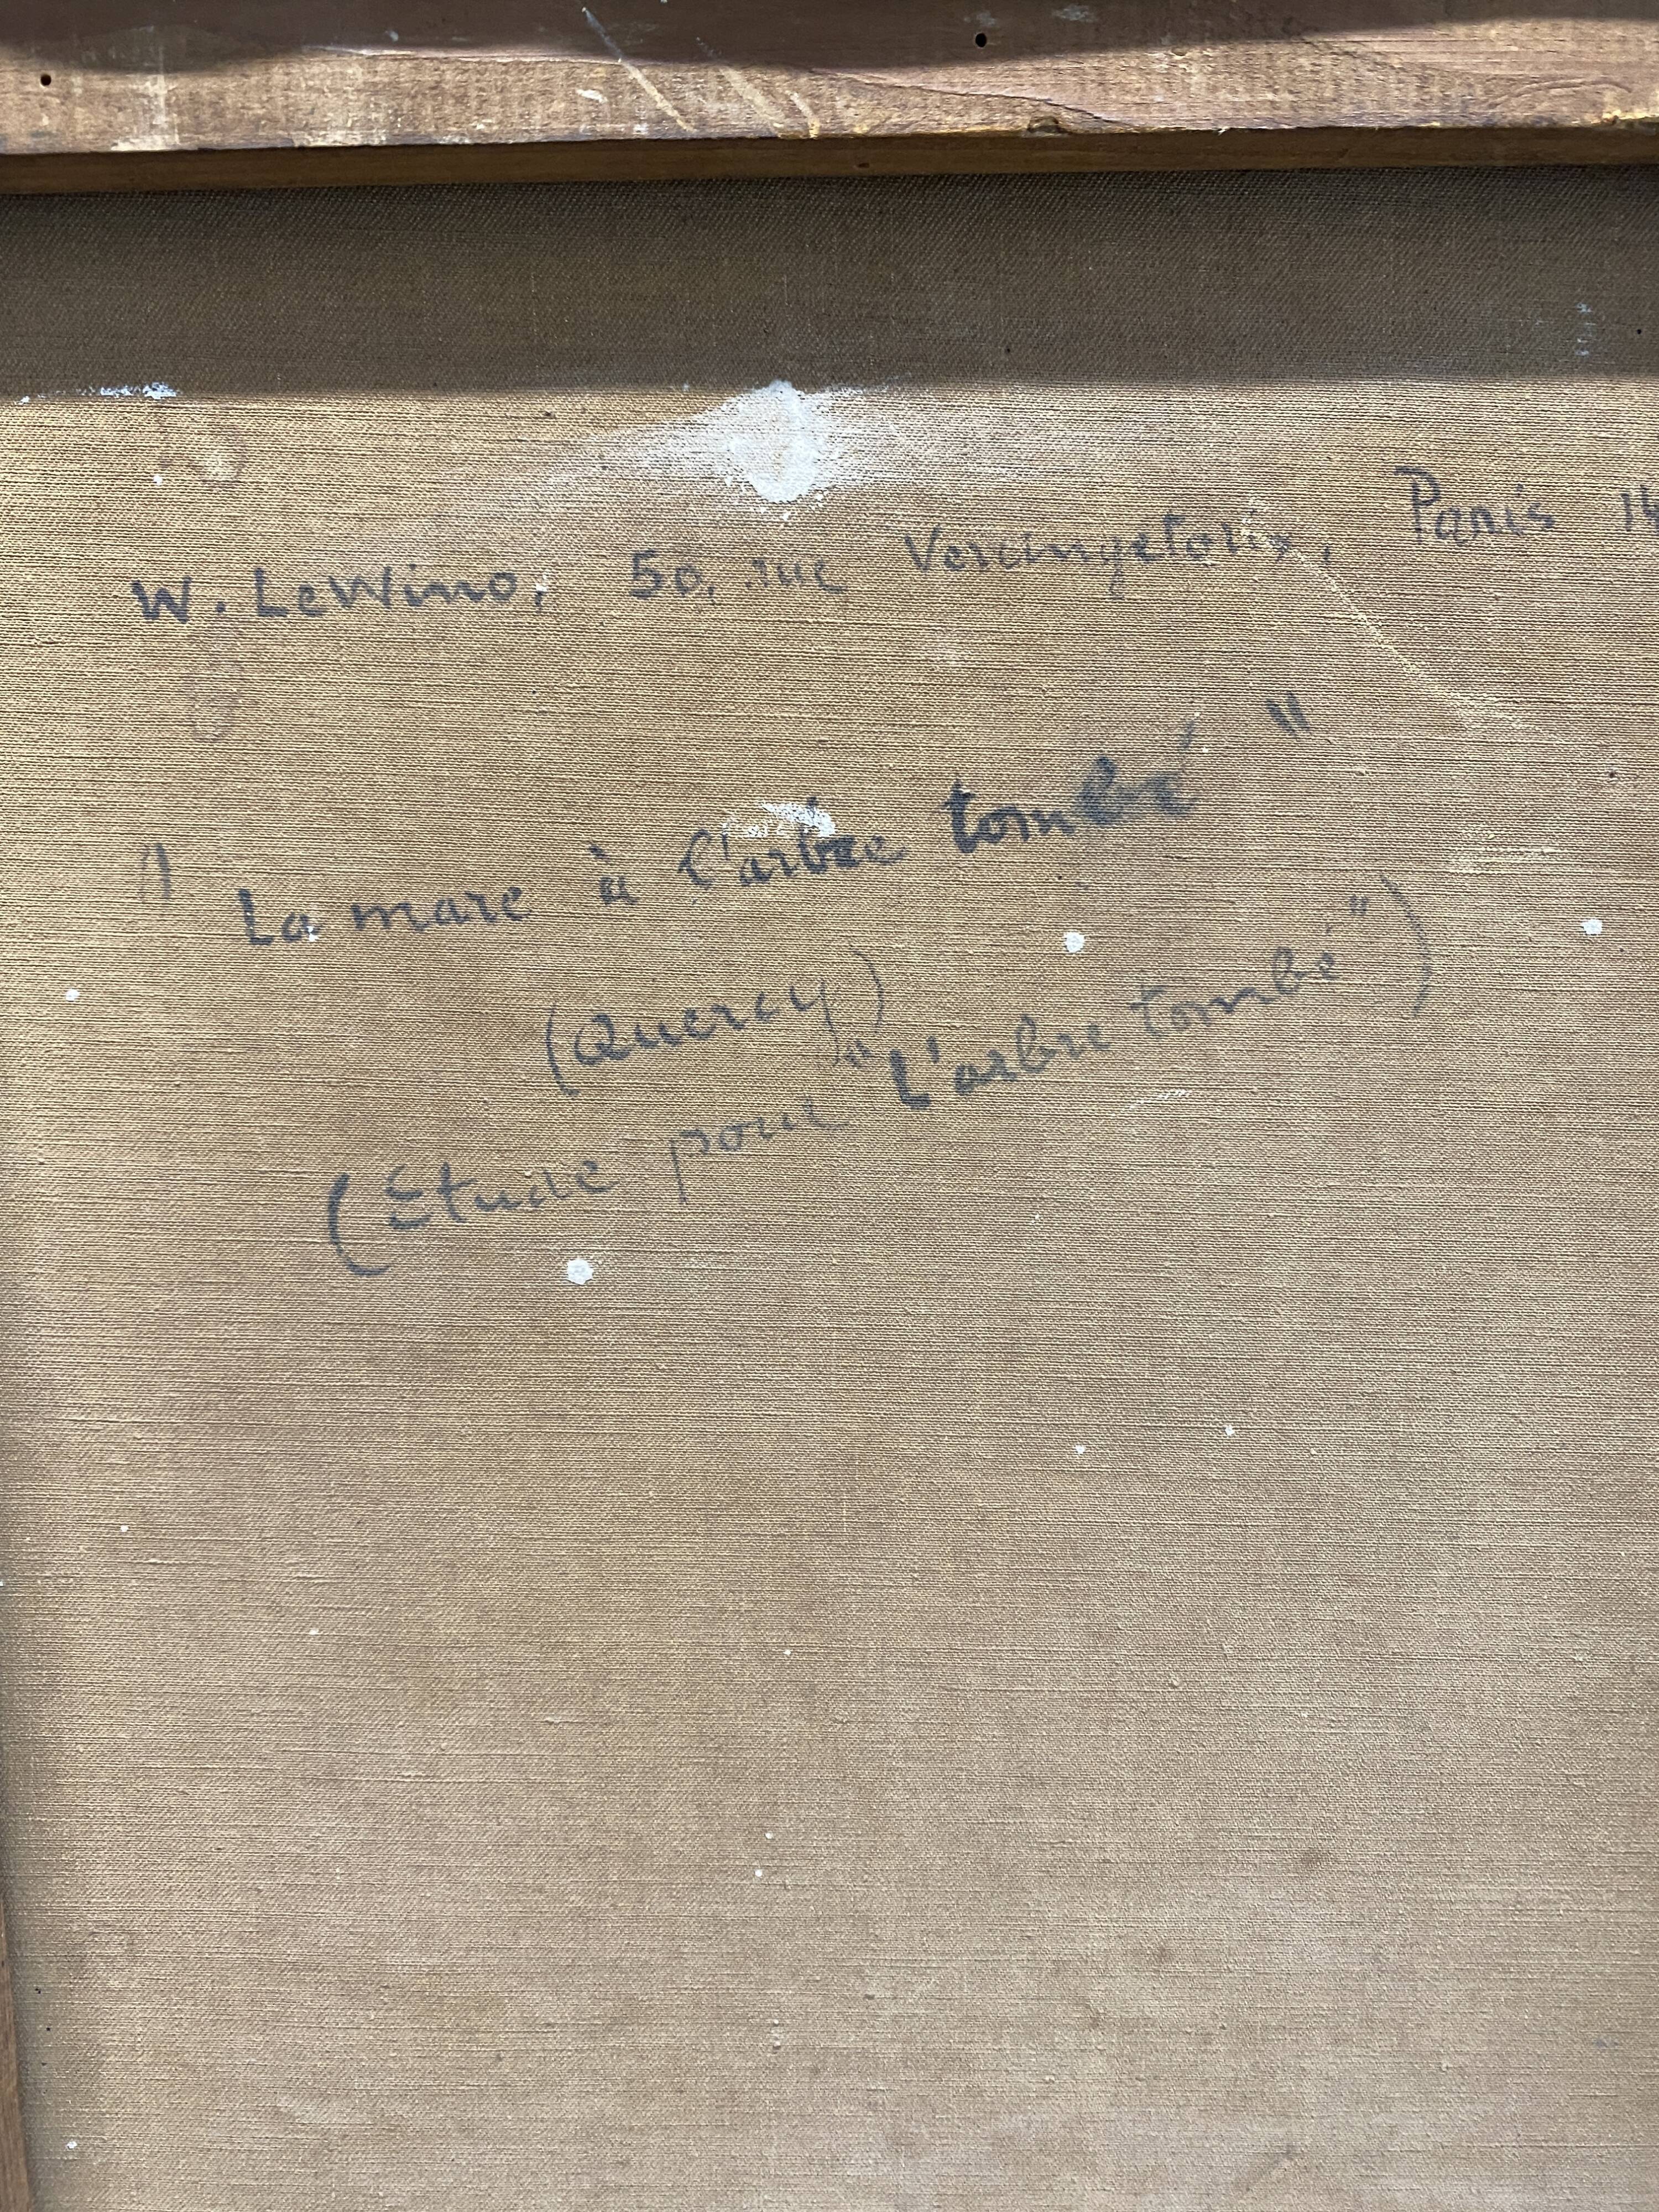 W. LeWino, 50, rue Vercingetorix, Paris 14
"La mare à l'arbre tombé"
(Quercy)
(Etude pour "L'arbre tombé")